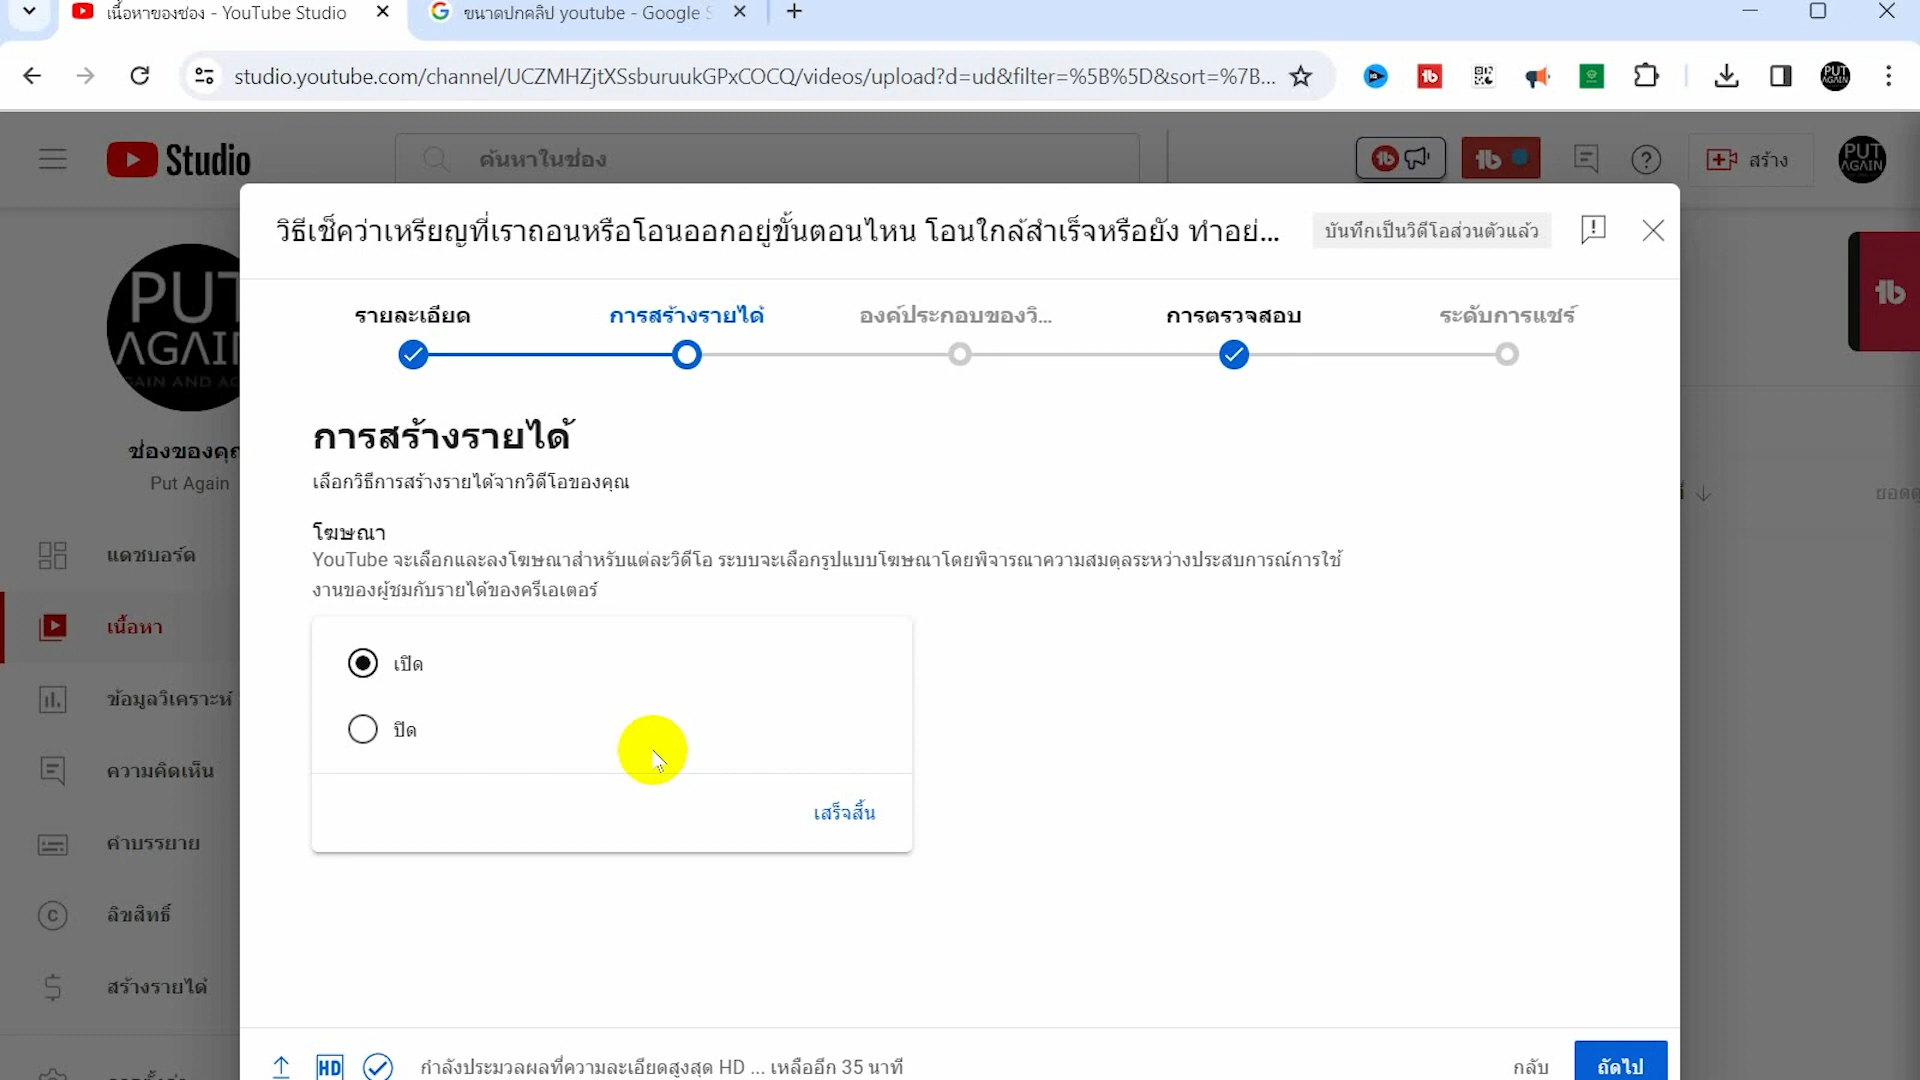 เนื้อหาของช่อง - YouTube Studio
ขนาดปกคลิป youtube - Google S
studio.youtube.com/channel/UCZMHZjtXSsburuukGPxCOCQ/videos/upload?d=ud&filter=%5B%5D&sort=%7B...
PUT AGAIN
Studio
ค้นหาในช่อง
สร้าง
PUT AGAIN
วิธีเช็คว่าเหรียญที่เราถอนหรือโอนออกอยู่ขั้นตอนไหน โอนใกล้สำเร็จหรือยัง ทำอย่...
บันทึกเป็นวิดีโอส่วนตัวแล้ว
รายละเอียด
การสร้างรายได้
องค์ประกอบของวิ...
การตรวจสอบ
ระดับการแชร์
PUT
AGAI
AIN AND AG
ช่องของคุณ
Put Again
แดชบอร์ด
เนื้อหา
ข้อมูลวิเคราะห์
ความคิดเห็น
คำบรรยาย
ลิขสิทธิ์
สร้างรายได้
การสร้างรายได้
เลือกวิธีการสร้างรายได้จากวิดีโอของคุณ
โฆษณา
YouTube จะเลือกและลงโฆษณาสำหรับแต่ละวิดีโอ ระบบจะเลือกรูปแบบโฆษณาโดยพิจารณาความสมดุลระหว่างประสบการณ์การใช้
งานของผู้ชมกับรายได้ของครีเอเตอร์
เปิด
ปิด
เสร็จสิ้น
ยอดดู
HD
กำลังประมวลผลที่ความละเอียดสูงสุด HD ... เหลืออีก 35 นาที
กลับ
ถัดไป